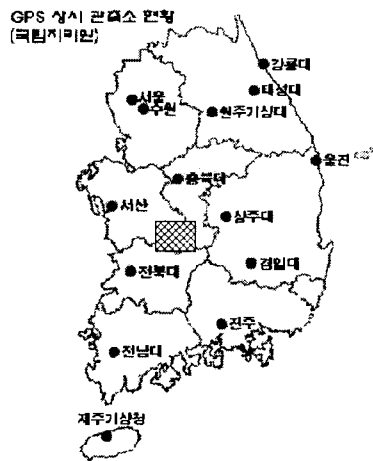 GPS 상시 관측소 현황
(국립지리원)
강릉대
태성대
서울
수원
원주기상대
울진
충북대
서산
상주대
경일대
전북대
진주
전남대
제주기상청